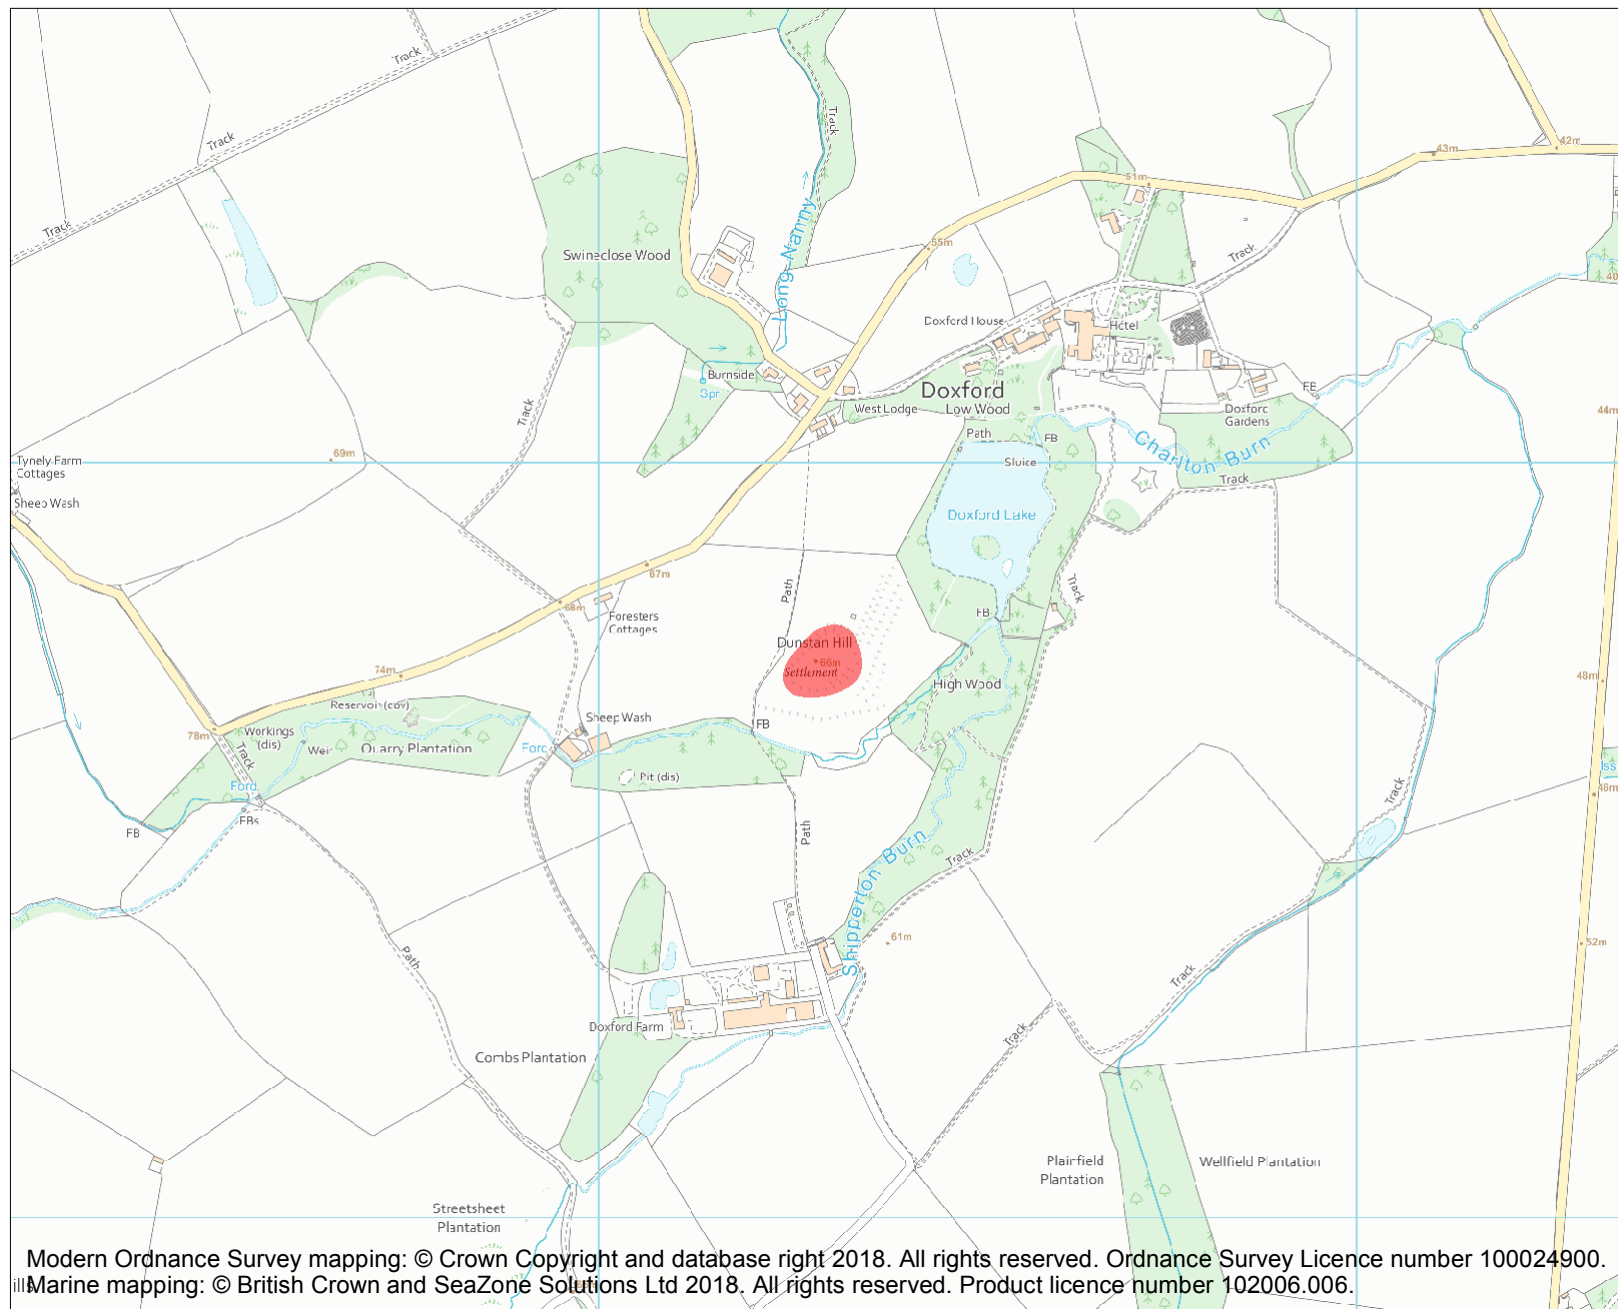 Track
Track
Track
Track
42m
43m
51m
Long Nanny
Swineclose Wood
55m
Track
40
Doxford House
Hotel
Burnside
Spr
FB
Doxford
West Lodge
Low Wood
Doxford
Gardens
44m
Track
Path
FB
Charlton Burn
69m
Tynely Farm
Cottages
Sluice
Track
Sheep Wash
Doxford Lake
67m
Path
Track
68m
Foresters
Cottages
FB
Dunstan Hill
66m
Settlement
74m
High Wood
48m
Reservoir (cov)
Sheep Wash
FB
78m
Workings
(dis)
Weir
Quarry Plantation
Ford
Track
Pit (dis)
Iss
46m
Ford
FBs
FB
Path
Track
Shipperton Burn
Track
61m
52m
Path
Track
Doxford Farm
Track
Combs Plantation
Plainfield
Plantation
Wellfield Plantation
Streetsheet
Plantation
Modern Ordnance Survey mapping: © Crown Copyright and database right 2018. All rights reserved. Ordnance Survey Licence number 100024900.
ills
Marine mapping: © British Crown and SeaZone Solutions Ltd 2018. All rights reserved. Product licence number 102006.006.